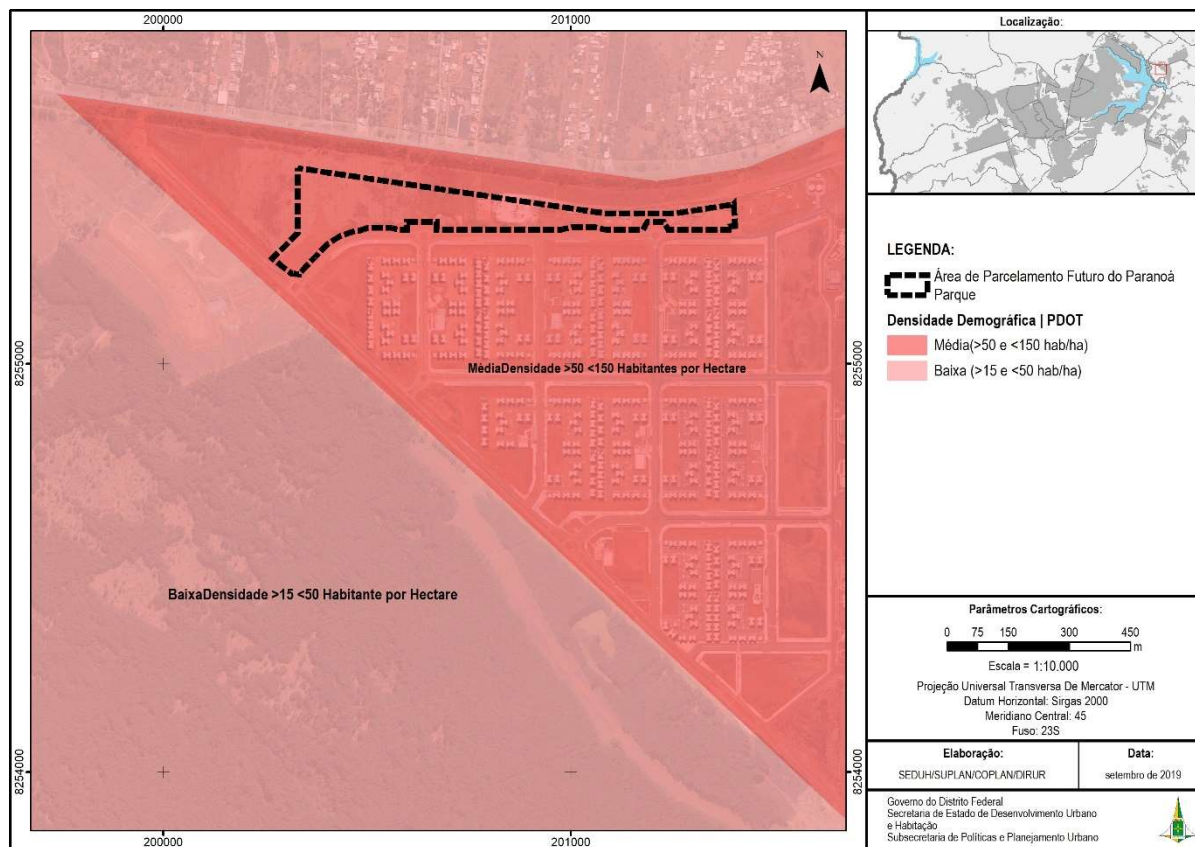 200000
201000
8255000
8254000
N
MédiaDensidade >50 <150 Habitantes por Hectare
BaixaDensidade >15 <50 Habitante por Hectare
8255000
8254000
200000
201000
Localização:
LEGENDA:
Área de Parcelamento Futuro do Paranoá
Parque
Densidade Demográfica | PDOT
Média(>50 e <150 hab/ha)
Baixa (>15 e <50 hab/ha)
Parâmetros Cartográficos:
0 75 150 300 450
m
Escala = 1:10.000
Projeção Universal Transversa De Mercator - UTM
Datum Horizontal: Sirgas 2000
Meridiano Central: 45
Fuso: 23S
Elaboração:
SEDUH/SUPLAN/COPLAN/DIRUR
Data:
setembro de 2019
Governo do Distrito Federal
Secretaria de Estado de Desenvolvimento Urbano
e Habitação
Subsecretaria de Políticas e Planejamento Urbano